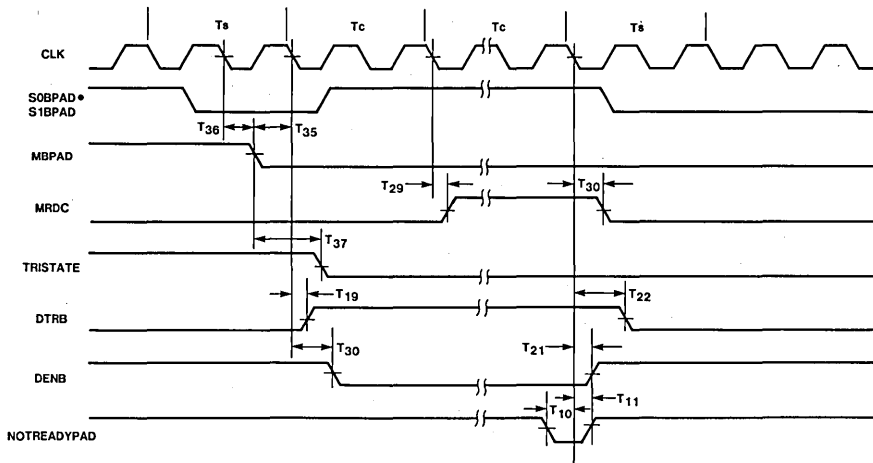 Ts Tc Tc Ts
CLK
S0BPAD •
S1BPAD
T36 T35
MBPAD
T29 T30
MRDC
T37
TRISTATE
T19 T22
DTRB
T30 T21
DENB
T10 T11
NOTREADYPAD